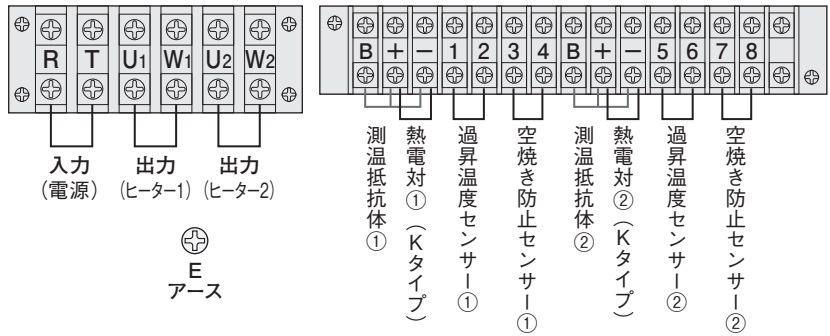 R T U1 W1 U2 W2
入力
(電源)
出力
(ヒーター1)
出力
(ヒーター2)
E
アース
B + − 1 2 3 4 B + − 5 6 7 8
測温抵抗体①
熱電対①(Kタイプ)
過昇温度センサー①
空焼き防止センサー①
測温抵抗体②
熱電対②(Kタイプ)
過昇温度センサー②
空焼き防止センサー②